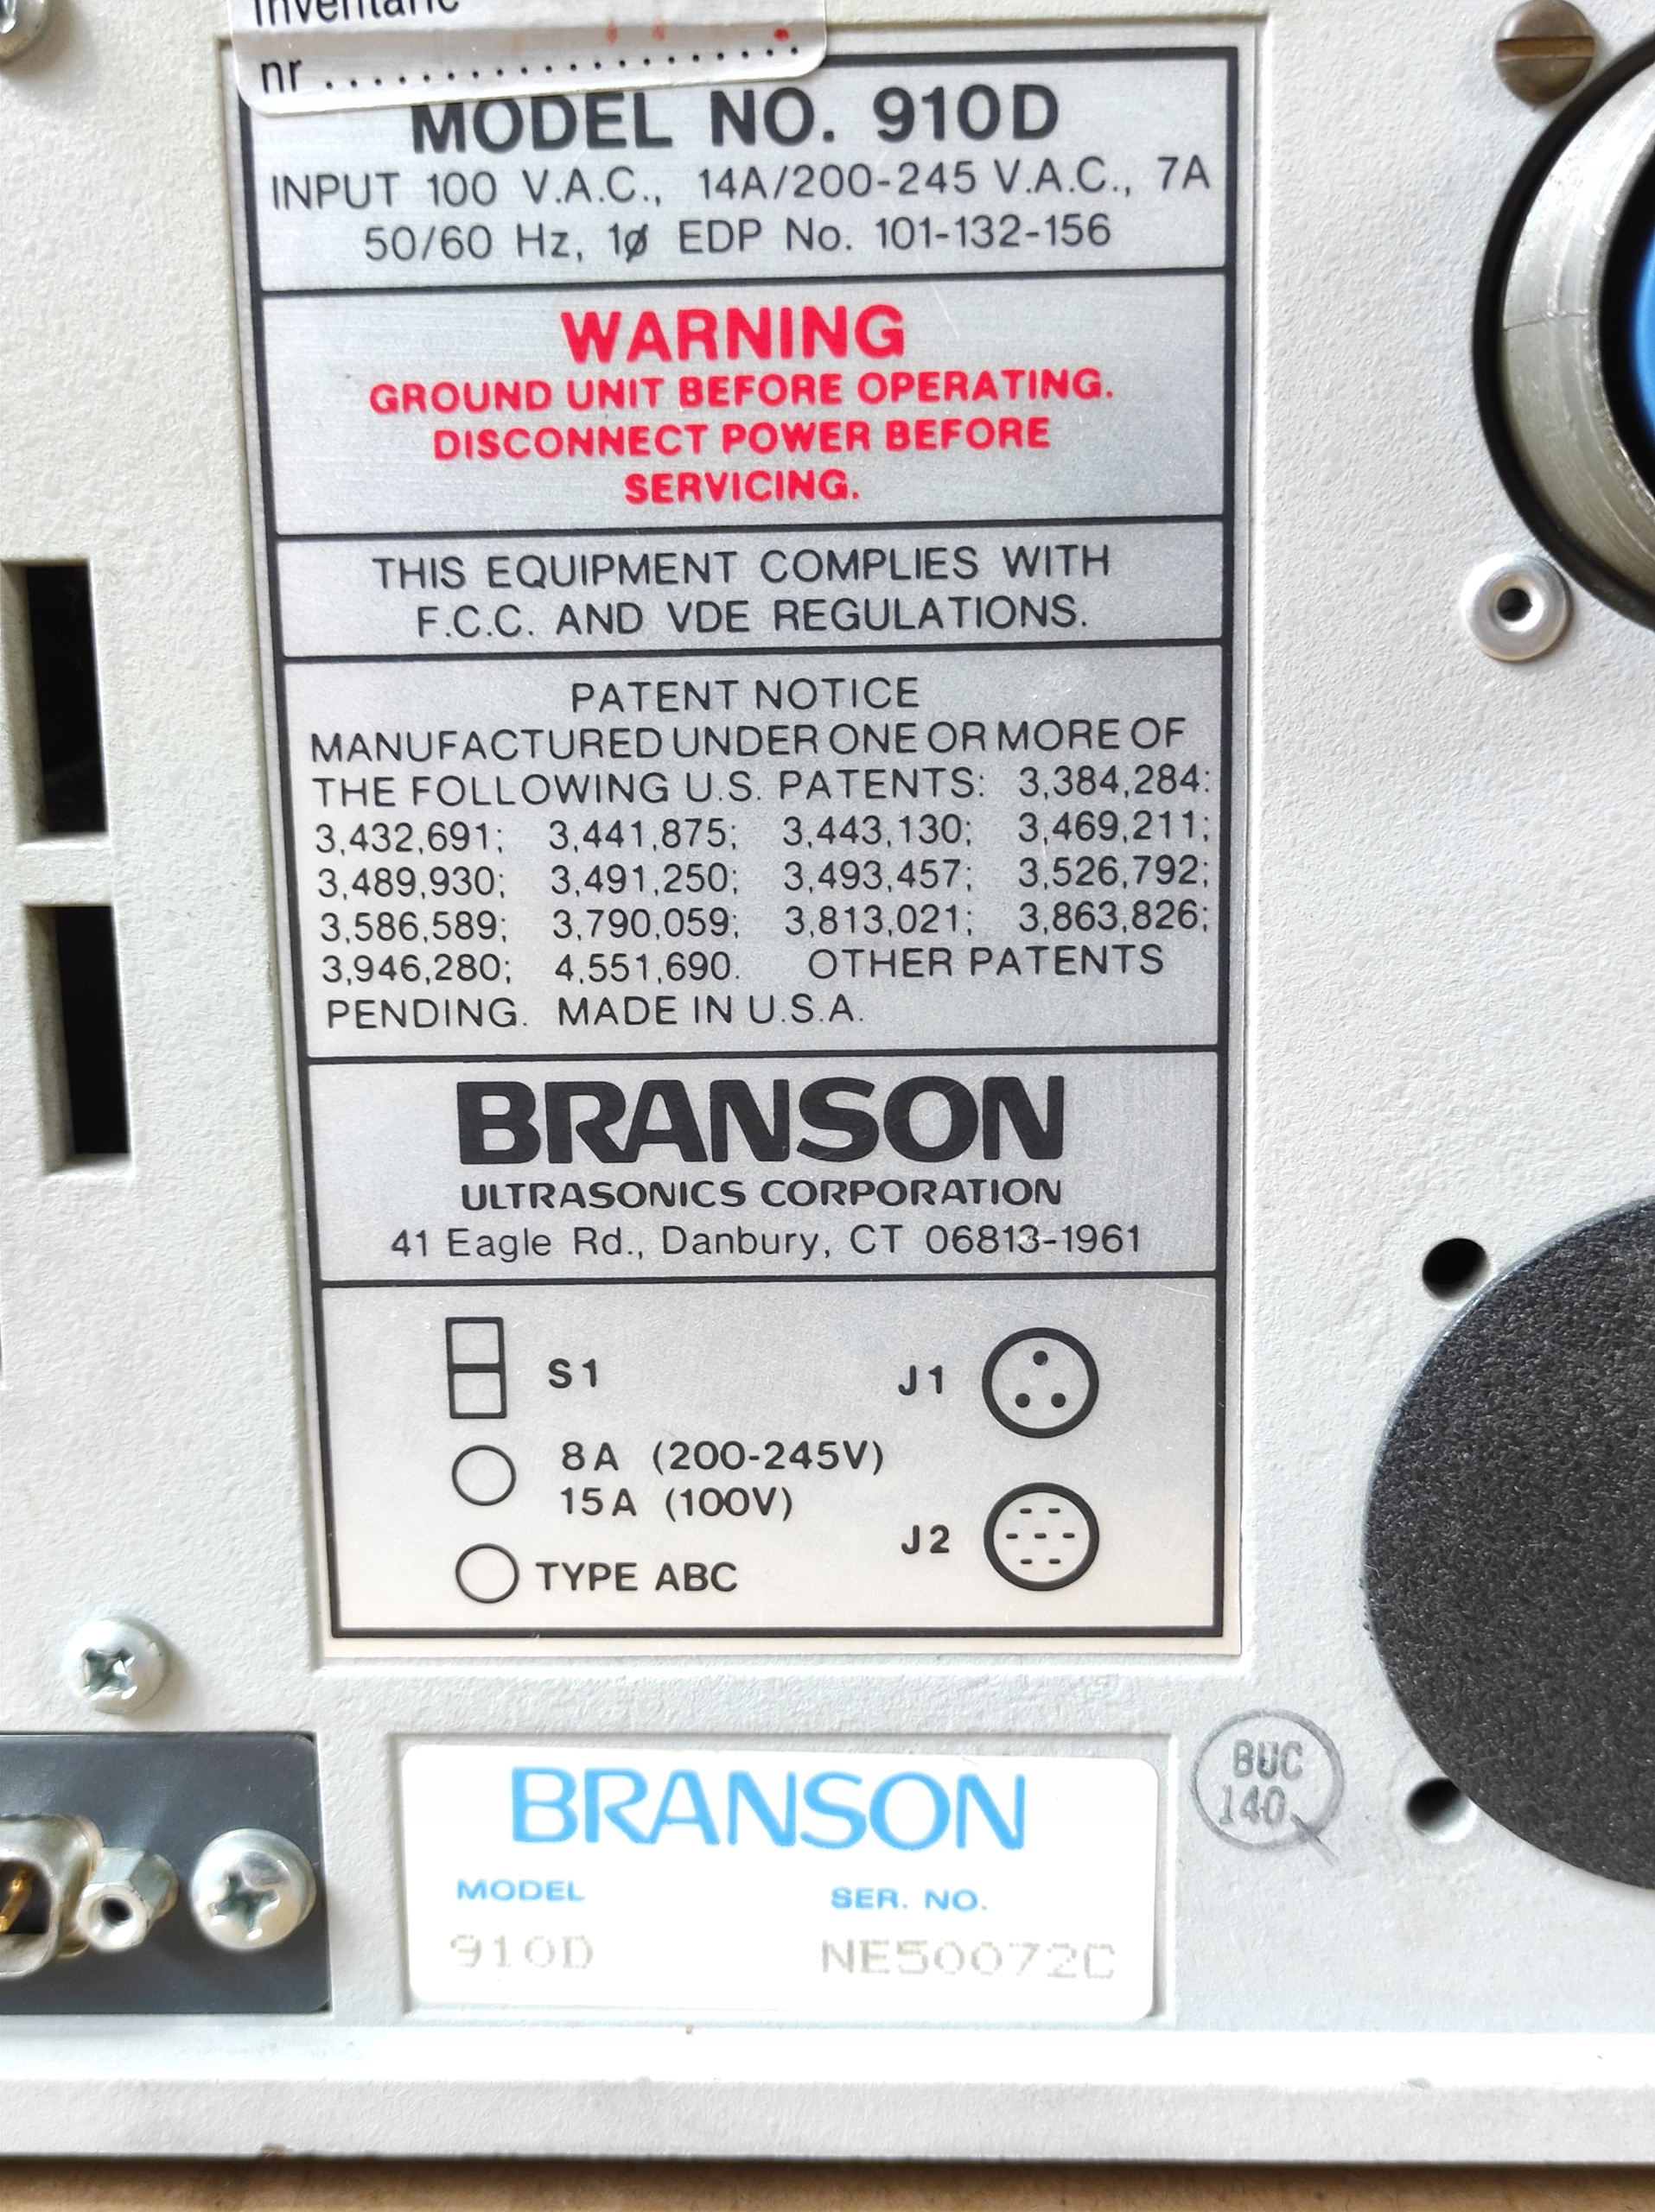 Inventaric
nr ....................
MODEL NO. 910D
INPUT 100 V.A.C., 14A/200-245 V.A.C., 7A
50/60 Hz, 1ø EDP No. 101-132-156
WARNING
GROUND UNIT BEFORE OPERATING.
DISCONNECT POWER BEFORE
SERVICING.
THIS EQUIPMENT COMPLIES WITH
F.C.C. AND VDE REGULATIONS.
PATENT NOTICE
MANUFACTURED UNDER ONE OR MORE OF
THE FOLLOWING U.S. PATENTS: 3,384,284:
3,432,691; 3,441,875; 3,443,130; 3,469,211;
3,489,930; 3,491,250; 3,493,457; 3,526,792;
3,586,589; 3,790,059; 3,813,021; 3,863,826;
3,946,280; 4,551,690. OTHER PATENTS
PENDING. MADE IN U.S.A.
BRANSON
ULTRASONICS CORPORATION
41 Eagle Rd., Danbury, CT 06813-1961
S1
J1
8A (200-245V)
15A (100V)
J2
TYPE ABC
BUC
140
BRANSON
MODEL SER. NO.
910D NE50072C